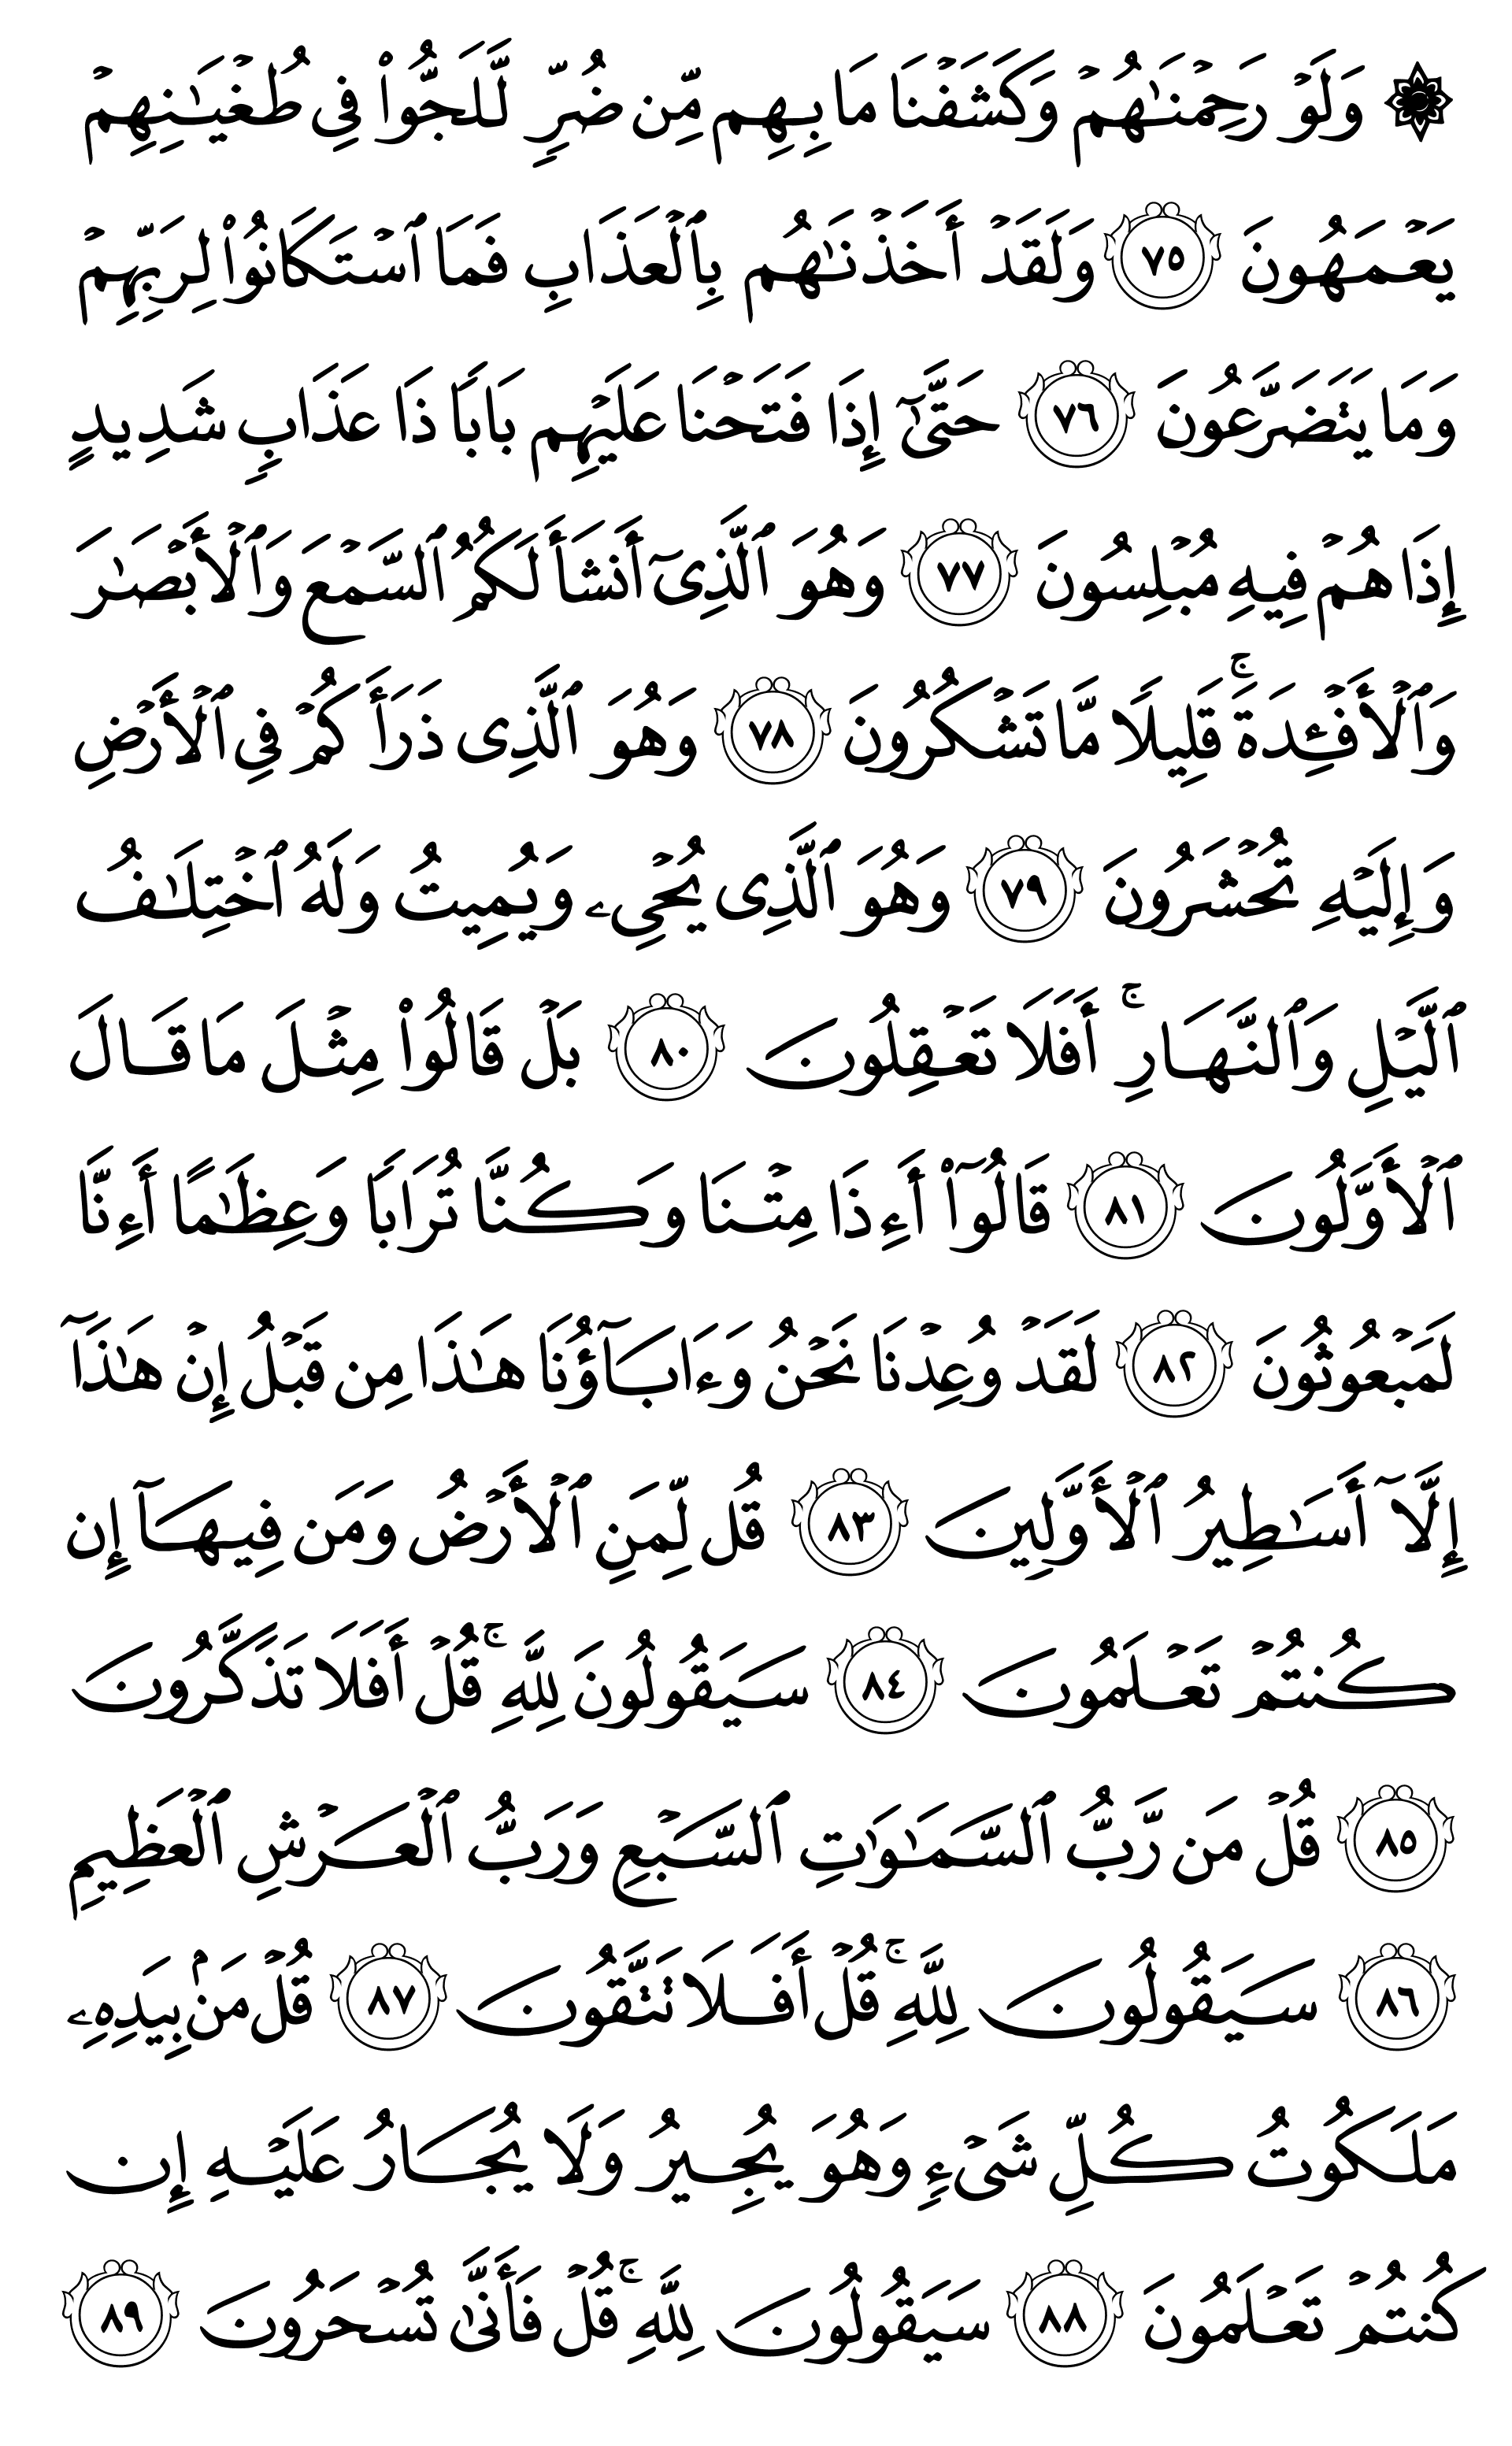 ۞ وَلَوۡ رَحِمۡنَٰهُمۡ وَكَشَفۡنَا مَا بِهِم مِّن ضُرّٖ لَّلَجُّواْ فِي طُغۡيَٰنِهِمۡ
يَعۡمَهُونَ ٧٥ وَلَقَدۡ أَخَذۡنَٰهُم بِٱلۡعَذَابِ فَمَا ٱسۡتَكَانُواْ لِرَبِّهِمۡ
وَمَا يَتَضَرَّعُونَ ٧٦ حَتَّىٰٓ إِذَا فَتَحۡنَا عَلَيۡهِم بَابٗا ذَا عَذَابٖ شَدِيدٍ
إِذَا هُمۡ فِيهِ مُبۡلِسُونَ ٧٧ وَهُوَ ٱلَّذِيٓ أَنشَأَ لَكُمُ ٱلسَّمۡعَ وَٱلۡأَبۡصَٰرَ
وَٱلۡأَفۡـِٔدَةَۚ قَلِيلٗا مَّا تَشۡكُرُونَ ٧٨ وَهُوَ ٱلَّذِي ذَرَأَكُمۡ فِي ٱلۡأَرۡضِ
وَإِلَيۡهِ تُحۡشَرُونَ ٧٩ وَهُوَ ٱلَّذِي يُحۡيِۦ وَيُمِيتُ وَلَهُ ٱخۡتِلَٰفُ
ٱلَّيۡلِ وَٱلنَّهَارِۚ أَفَلَا تَعۡقِلُونَ ٨٠ بَلۡ قَالُواْ مِثۡلَ مَا قَالَ
ٱلۡأَوَّلُونَ ٨١ قَالُوٓاْ أَءِذَا مِتۡنَا وَكُنَّا تُرَابٗا وَعِظَٰمًا أَءِنَّا
لَمَبۡعُوثُونَ ٨٢ لَقَدۡ وُعِدۡنَا نَحۡنُ وَءَابَآؤُنَا هَٰذَا مِن قَبۡلُ إِنۡ هَٰذَآ
إِلَّآ أَسَٰطِيرُ ٱلۡأَوَّلِينَ ٨٣ قُل لِّمَنِ ٱلۡأَرۡضُ وَمَن فِيهَآ إِن
كُنتُمۡ تَعۡلَمُونَ ٨٤ سَيَقُولُونَ لِلَّهِۚ قُلۡ أَفَلَا تَذَكَّرُونَ
٨٥ قُلۡ مَن رَّبُّ ٱلسَّمَٰوَٰتِ ٱلسَّبۡعِ وَرَبُّ ٱلۡعَرۡشِ ٱلۡعَظِيمِ
٨٦ سَيَقُولُونَ لِلَّهِۚ قُلۡ أَفَلَا تَتَّقُونَ ٨٧ قُلۡ مَنۢ بِيَدِهِۦ
مَلَكُوتُ كُلِّ شَيۡءٖ وَهُوَ يُجِيرُ وَلَا يُجَارُ عَلَيۡهِ إِن
كُنتُمۡ تَعۡلَمُونَ ٨٨ سَيَقُولُونَ لِلَّهِۚ قُلۡ فَأَنَّىٰ تُسۡحَرُونَ ٨٩